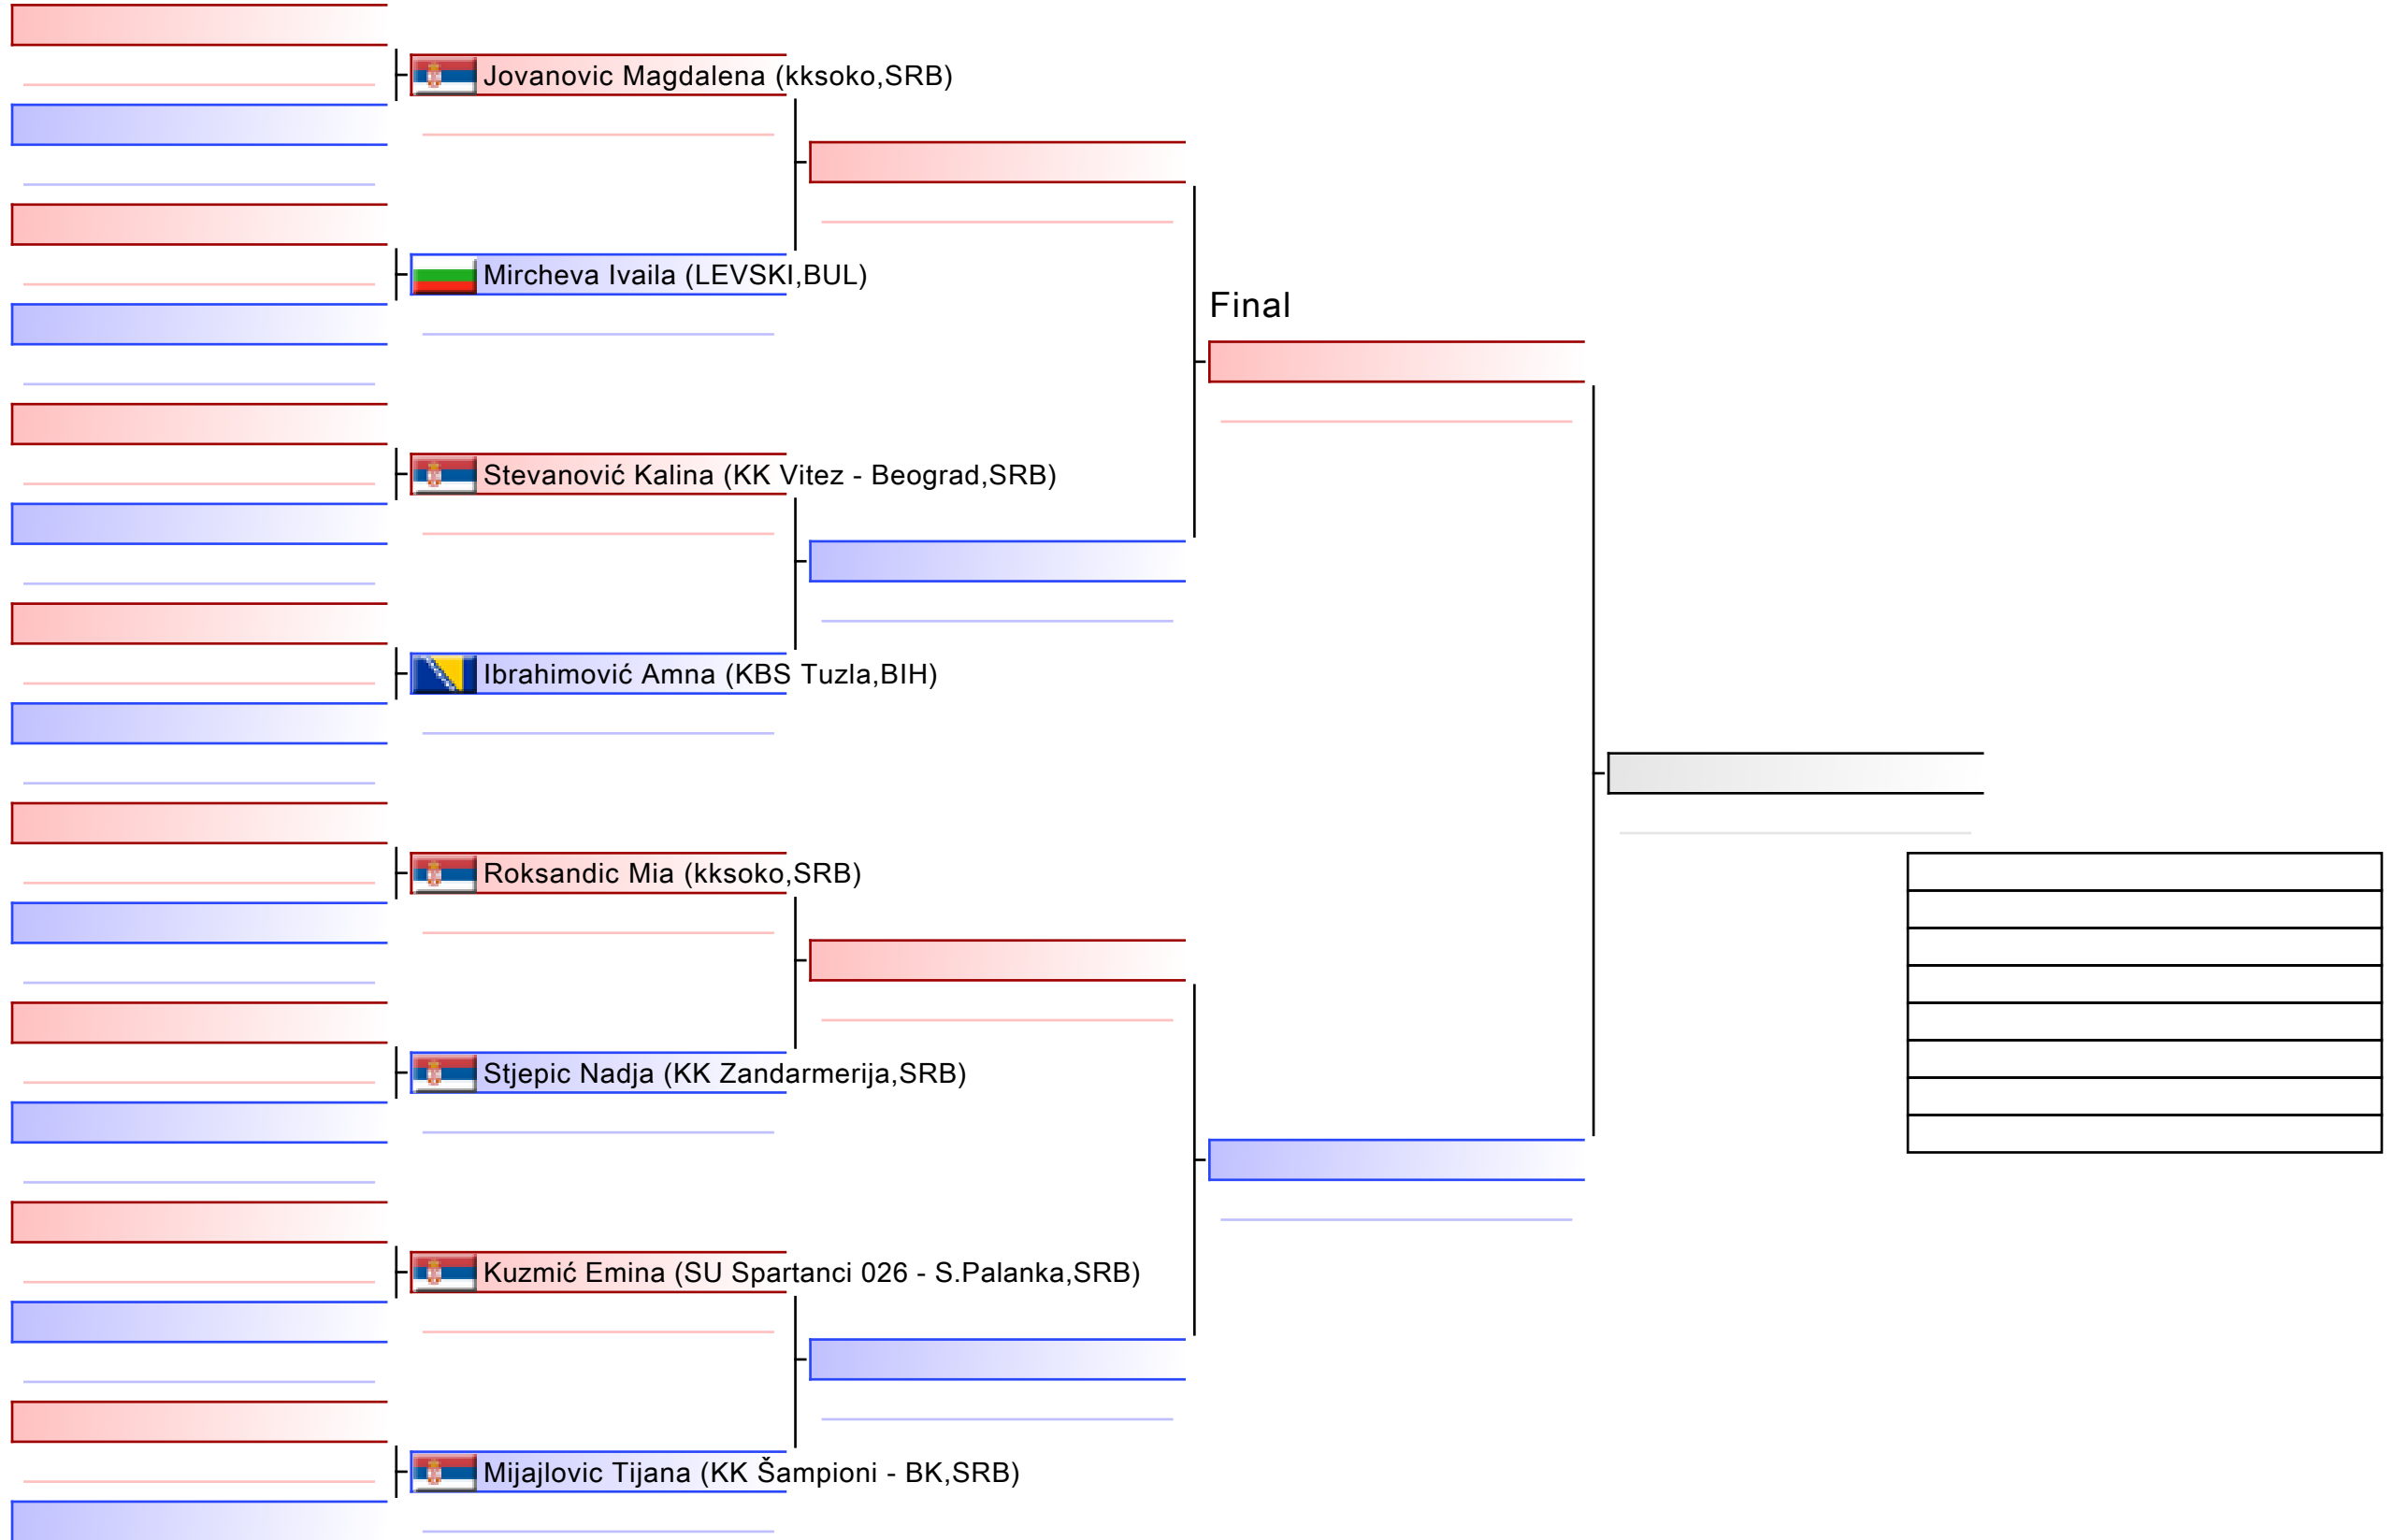 Jovanovic Magdalena (kksoko,SRB)
Mircheva Ivaila (LEVSKI,BUL)
Final
Stevanović Kalina (KK Vitez - Beograd,SRB)
Ibrahimović Amna (KBS Tuzla,BIH)
Roksandic Mia (kksoko,SRB)
Stjepic Nadja (KK Zandarmerija,SRB)
Kuzmić Emina (SU Spartanci 026 - S.Palanka,SRB)
Mijajlovic Tijana (KK Šampioni - BK,SRB)